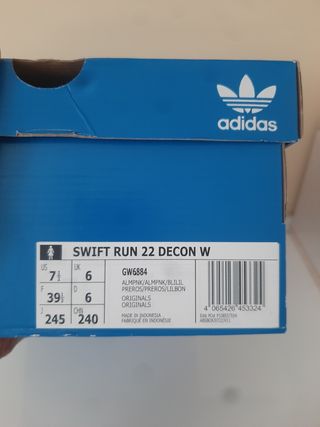 adidas
SWIFT RUN 22 DECON W
US 7½ UK 6
F 39⅓ D 6
J 245 CHN 240
GW6884
ALMPNK/ALMPNK/BLILIL
PREROS/PREROS/LILBON
ORIGINALS
ORIGINALS
MADE IN INDONESIA
FABRIQUÉ EN INDONÉSIE
4 065426 453324